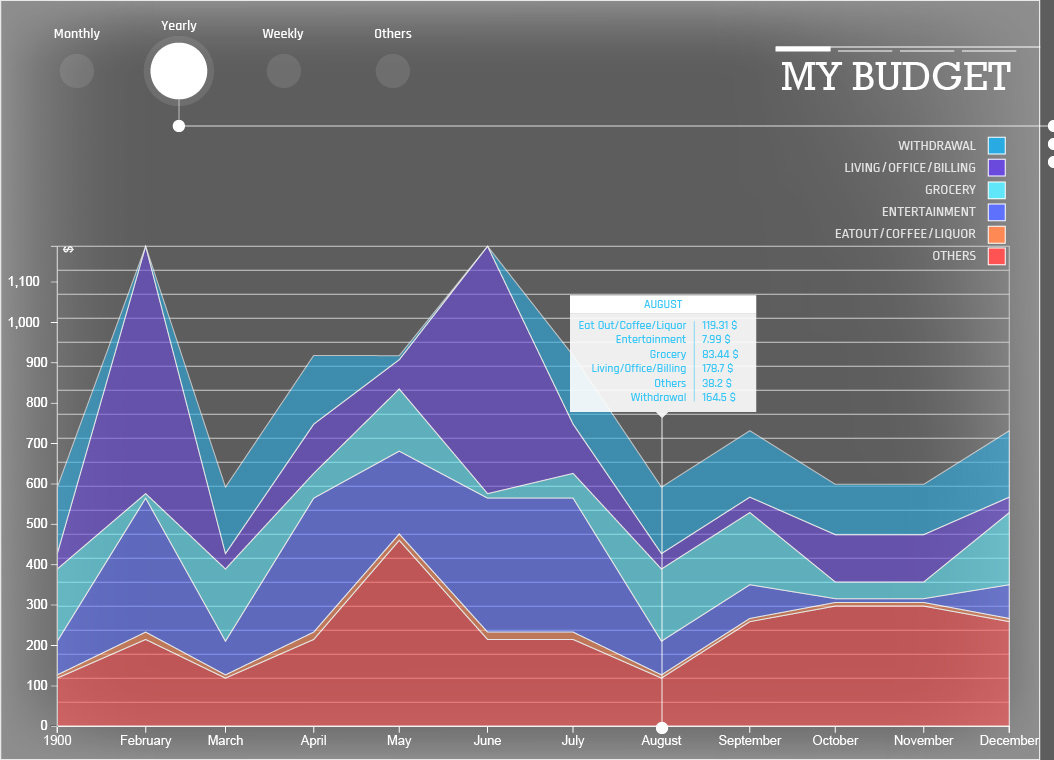 Monthly
Yearly
Weekly
Others
MY BUDGET
WITHDRAWAL
LIVING/OFFICE/BILLING
GROCERY
ENTERTAINMENT
EATOUT/COFFEE/LIQUOR
OTHERS
$
1,100
1,000
900
800
700
600
500
400
300
200
100
0
AUGUST
Eat Out/Coffee/Liquor 119.31 $
Entertainment 7.99 $
Grocery 83.44 $
Living/Office/Billing 178.7 $
Others 38.2 $
Withdrawal 164.5 $
1900 February March April May June July August September October November December